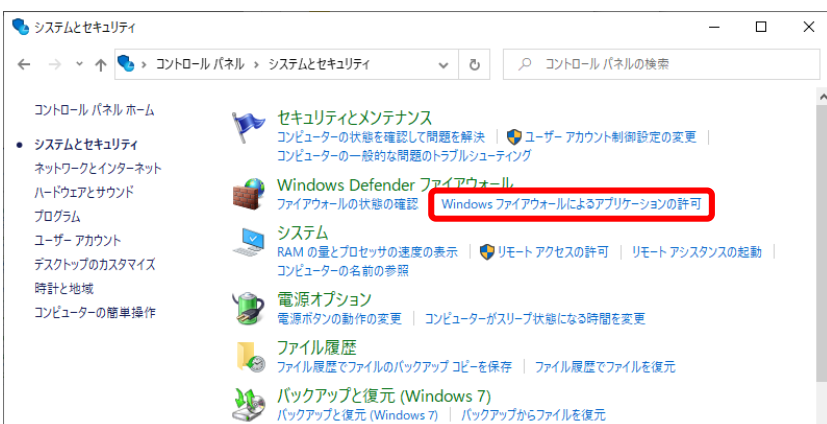 システムとセキュリティ
コントロール パネル › システムとセキュリティ
コントロール パネルの検索
コントロール パネル ホーム
システムとセキュリティ
ネットワークとインターネット
ハードウェアとサウンド
プログラム
ユーザー アカウント
デスクトップのカスタマイズ
時計と地域
コンピューターの簡単操作
セキュリティとメンテナンス
コンピューターの状態を確認して問題を解決 ユーザー アカウント制御設定の変更
コンピューターの一般的な問題のトラブルシューティング
Windows Defender ファイアウォール
ファイアウォールの状態の確認 Windows ファイアウォールによるアプリケーションの許可
システム
RAM の量とプロセッサの速度の表示 リモート アクセスの許可 リモート アシスタンスの起動
コンピューターの名前の参照
電源オプション
電源ボタンの動作の変更 コンピューターがスリープ状態になる時間を変更
ファイル履歴
ファイル履歴でファイルのバックアップ コピーを保存 ファイル履歴でファイルを復元
バックアップと復元 (Windows 7)
バックアップと復元 (Windows 7) バックアップからファイルを復元